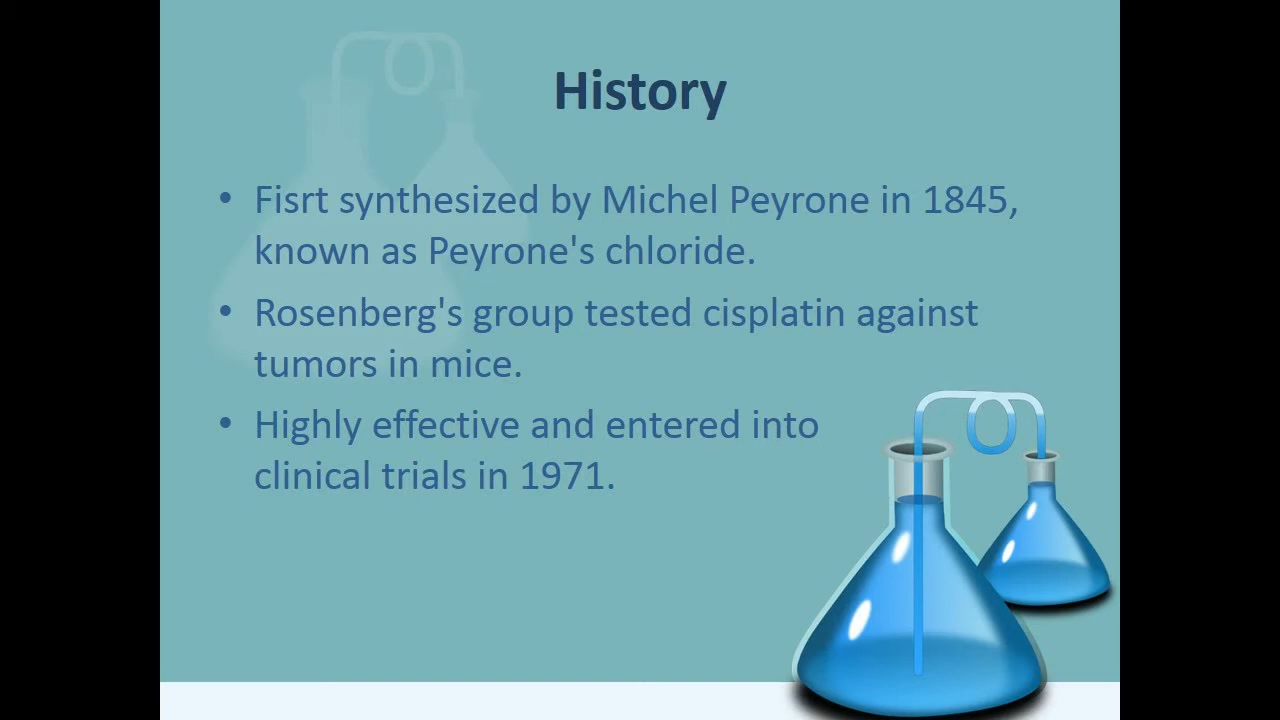 History
• Fisrt synthesized by Michel Peyrone in 1845,
known as Peyrone's chloride.
• Rosenberg's group tested cisplatin against
tumors in mice.
• Highly effective and entered into
clinical trials in 1971.